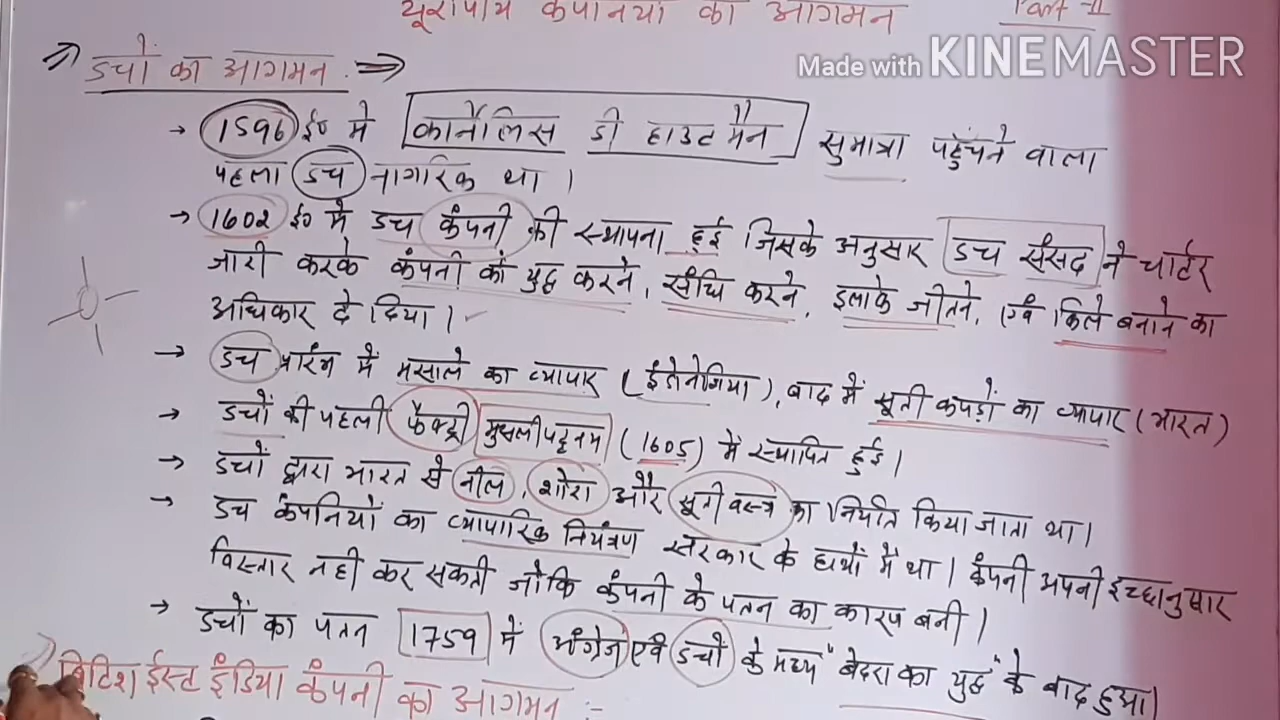 यूरोपीय कंपनियों का आगमन Part-II
Made with KINEMASTER
डचों का आगमन
→ 1596 ई० में कार्नेलिस डी हाउटमैन सुमात्रा पहुंचने वाला
पहला डच नागरिक था।
→ 1602 ई० में डच कंपनी की स्थापना हुई जिसके अनुसार डच संसद ने चार्टर
जारी करके कंपनी को युद्ध करने, संधि करने, इलाके जीतने, एवं किले बनाने का
अधिकार दे दिया।
→ डच प्रारंभ में मसाले का व्यापार (इंडोनेशिया), बाद में सूती कपड़ों का व्यापार (भारत)
→ डचों की पहली फैक्ट्री मुसलीपट्टनम (1605) में स्थापित हुई।
→ डचों द्वारा भारत से नील, शोरा और सूती वस्त्र का निर्यात किया जाता था।
→ डच कंपनियों का व्यापारिक नियंत्रण सरकार के हाथों में था। कंपनी अपनी इच्छानुसार
विस्तार नही कर सकती जोकि कंपनी के पतन का कारण बनी।
→ डचों का पतन 1759 में अंग्रेज एवं डचों के मध्य "बेदरा का युद्ध" के बाद हुआ।
ब्रिटिश ईस्ट इंडिया कंपनी का आगमन :-